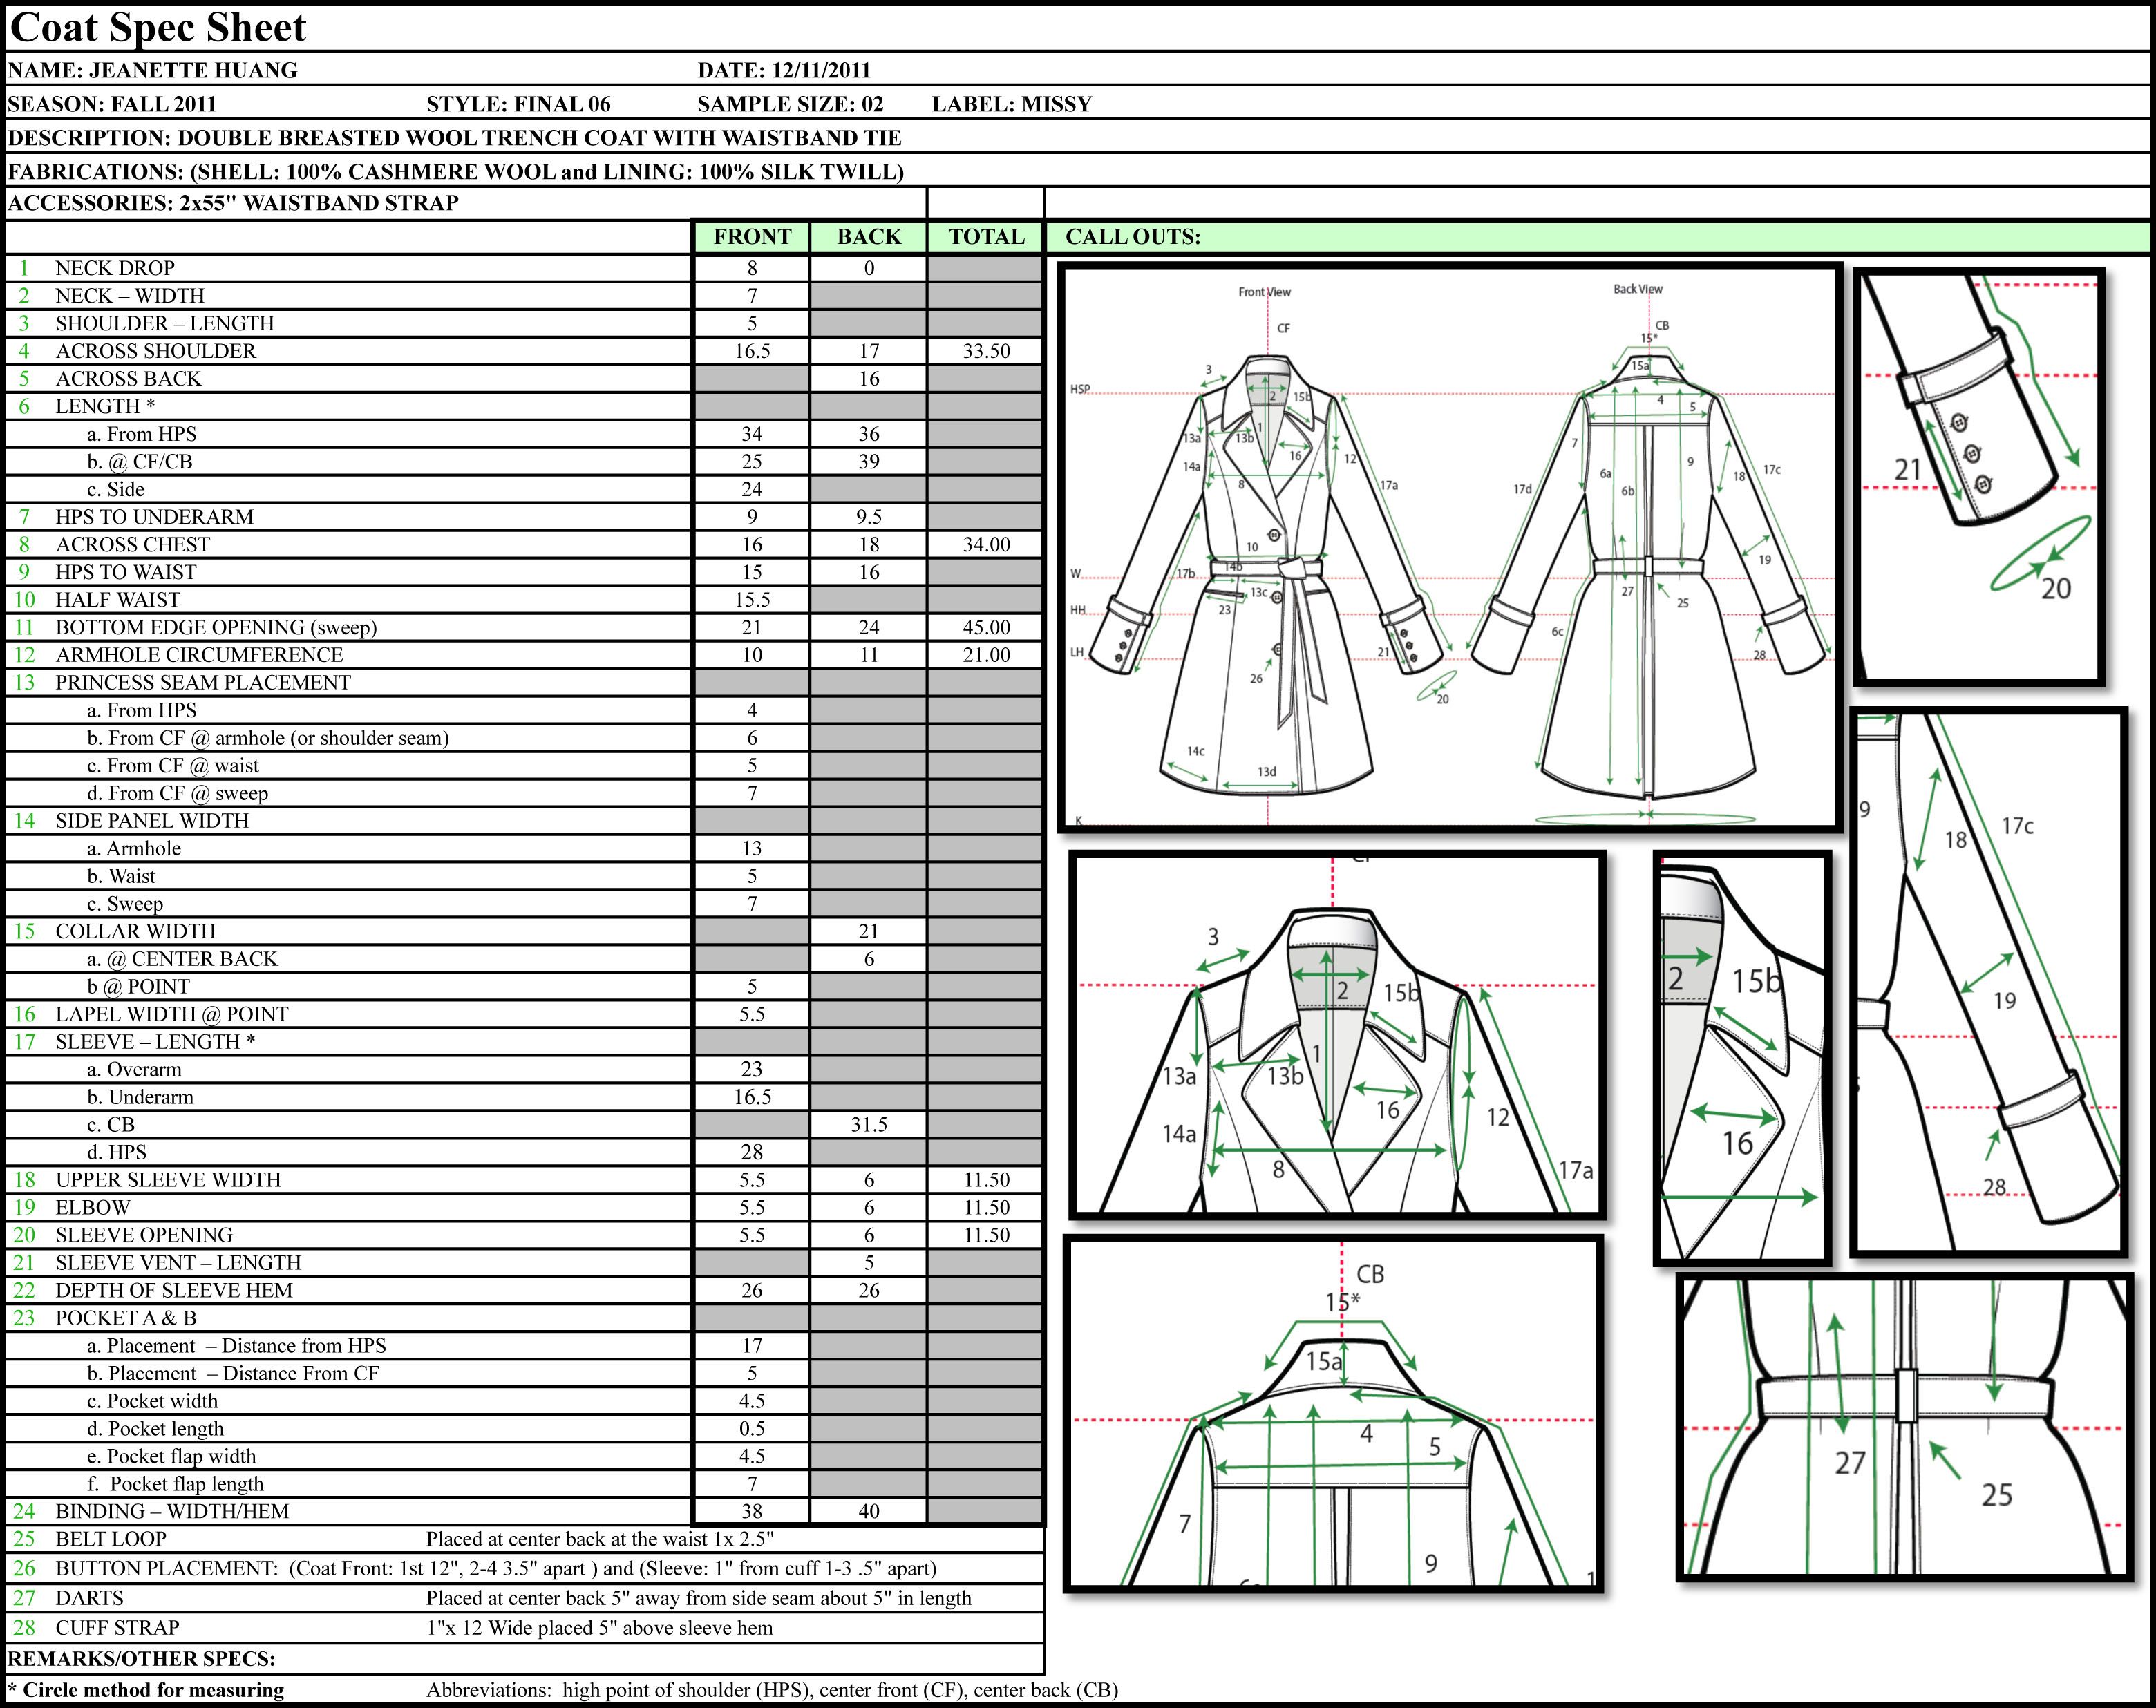 Coat Spec Sheet
NAME: JEANETTE HUANG DATE: 12/11/2011
SEASON: FALL 2011 STYLE: FINAL 06 SAMPLE SIZE: 02 LABEL: MISSY
DESCRIPTION: DOUBLE BREASTED WOOL TRENCH COAT WITH WAISTBAND TIE
FABRICATIONS: (SHELL: 100% CASHMERE WOOL and LINING: 100% SILK TWILL)
ACCESSORIES: 2x55" WAISTBAND STRAP
FRONT BACK TOTAL CALL OUTS:
1 NECK DROP 8 0
2 NECK – WIDTH 7
3 SHOULDER – LENGTH 5
4 ACROSS SHOULDER 16.5 17 33.50
5 ACROSS BACK 16
6 LENGTH *
a. From HPS 34 36
b. @ CF/CB 25 39
c. Side 24
7 HPS TO UNDERARM 9 9.5
8 ACROSS CHEST 16 18 34.00
9 HPS TO WAIST 15 16
10 HALF WAIST 15.5
11 BOTTOM EDGE OPENING (sweep) 21 24 45.00
12 ARMHOLE CIRCUMFERENCE 10 11 21.00
13 PRINCESS SEAM PLACEMENT
a. From HPS 4
b. From CF @ armhole (or shoulder seam) 6
c. From CF @ waist 5
d. From CF @ sweep 7
14 SIDE PANEL WIDTH
a. Armhole 13
b. Waist 5
c. Sweep 7
15 COLLAR WIDTH 21
a. @ CENTER BACK 6
b @ POINT 5
16 LAPEL WIDTH @ POINT 5.5
17 SLEEVE – LENGTH *
a. Overarm 23
b. Underarm 16.5
c. CB 31.5
d. HPS 28
18 UPPER SLEEVE WIDTH 5.5 6 11.50
19 ELBOW 5.5 6 11.50
20 SLEEVE OPENING 5.5 6 11.50
21 SLEEVE VENT – LENGTH 5
22 DEPTH OF SLEEVE HEM 26 26
23 POCKET A & B
a. Placement – Distance from HPS 17
b. Placement – Distance From CF 5
c. Pocket width 4.5
d. Pocket length 0.5
e. Pocket flap width 4.5
f. Pocket flap length 7
24 BINDING – WIDTH/HEM 38 40
25 BELT LOOP Placed at center back at the waist 1x 2.5"
26 BUTTON PLACEMENT: (Coat Front: 1st 12", 2-4 3.5" apart ) and (Sleeve: 1" from cuff 1-3 .5" apart)
27 DARTS Placed at center back 5" away from side seam about 5" in length
28 CUFF STRAP 1"x 12 Wide placed 5" above sleeve hem
REMARKS/OTHER SPECS:
* Circle method for measuring Abbreviations: high point of shoulder (HPS), center front (CF), center back (CB)
Front View Back View
CF CB
15*
3 15a
HSP 2 15b 4 5
1
13a 13b 7
14a 16 12 6a 9 17c
8 17a 17d 6b 18
10
W 17b 14b 19
13c 27 25
HH 23
6c
LH 21 28
26
20
14c 13d
K
21
20
9 18 17c
19
28
3
2 15b
1
13a 13b
16 12
14a
8 17a
2 15b
16
CB
15*
15a
4
5
7
9
27
25